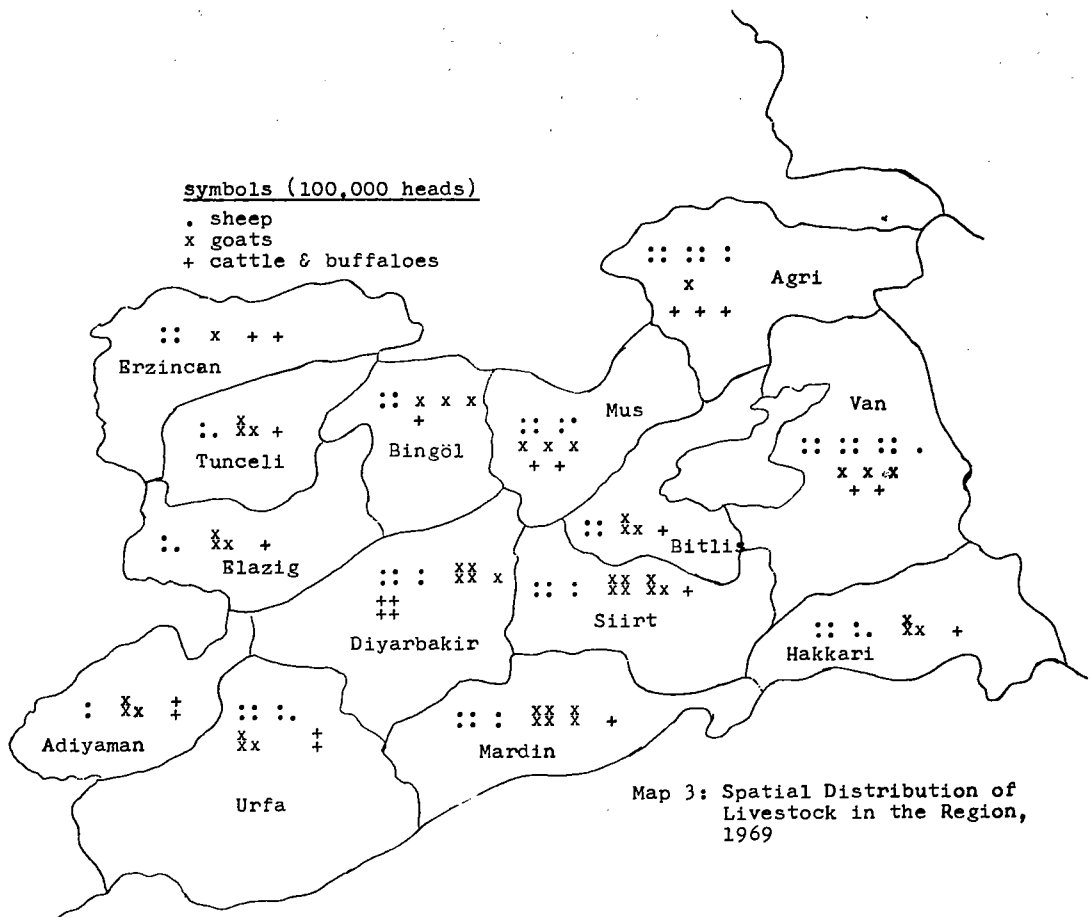 symbols (100,000 heads)
. sheep
x goats
+ cattle & buffaloes
Agri
Erzincan
Mus
Van
Tunceli
Bingöl
Elazig
Bitlis
Diyarbakir
Siirt
Hakkari
Adiyaman
Mardin
Urfa
Map 3: Spatial Distribution of
Livestock in the Region,
1969